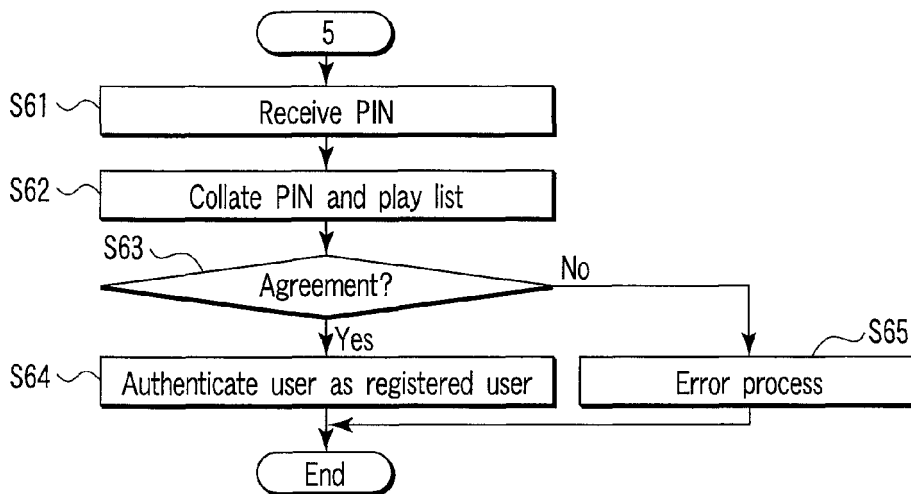 5
S61
Receive PIN
S62
Collate PIN and play list
S63
Agreement?
No
Yes
S64
Authenticate user as registered user
S65
Error process
End